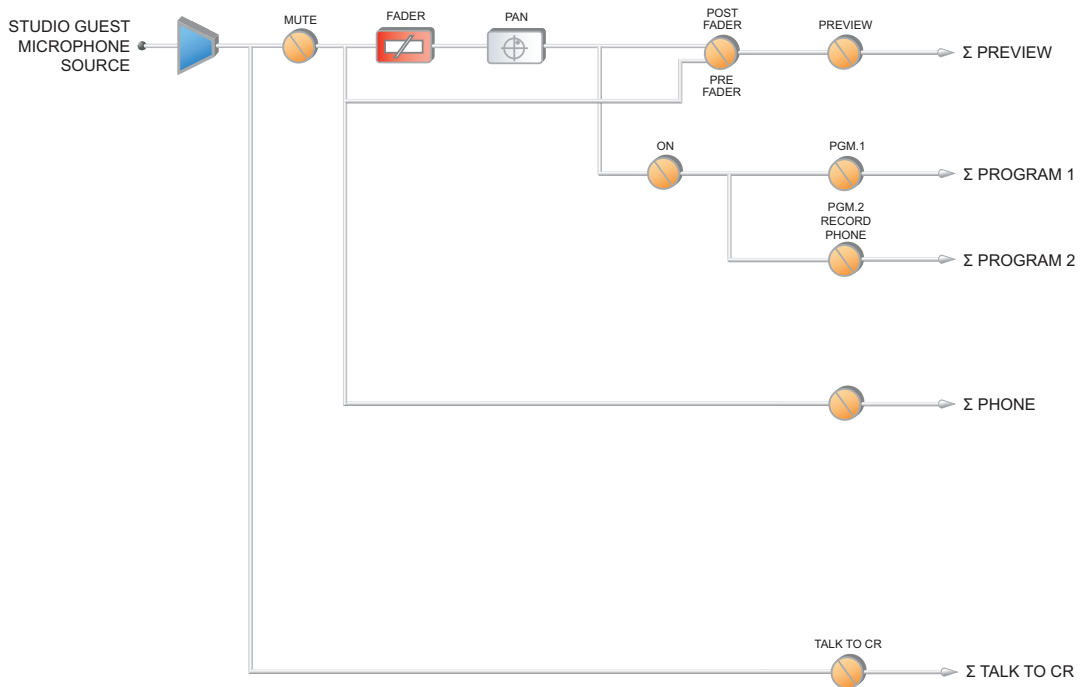 STUDIO GUEST
MICROPHONE
SOURCE
MUTE
FADER
PAN
POST
FADER
PRE
FADER
PREVIEW
Σ PREVIEW
ON
PGM.1
Σ PROGRAM 1
PGM.2
RECORD
PHONE
Σ PROGRAM 2
Σ PHONE
TALK TO CR
Σ TALK TO CR